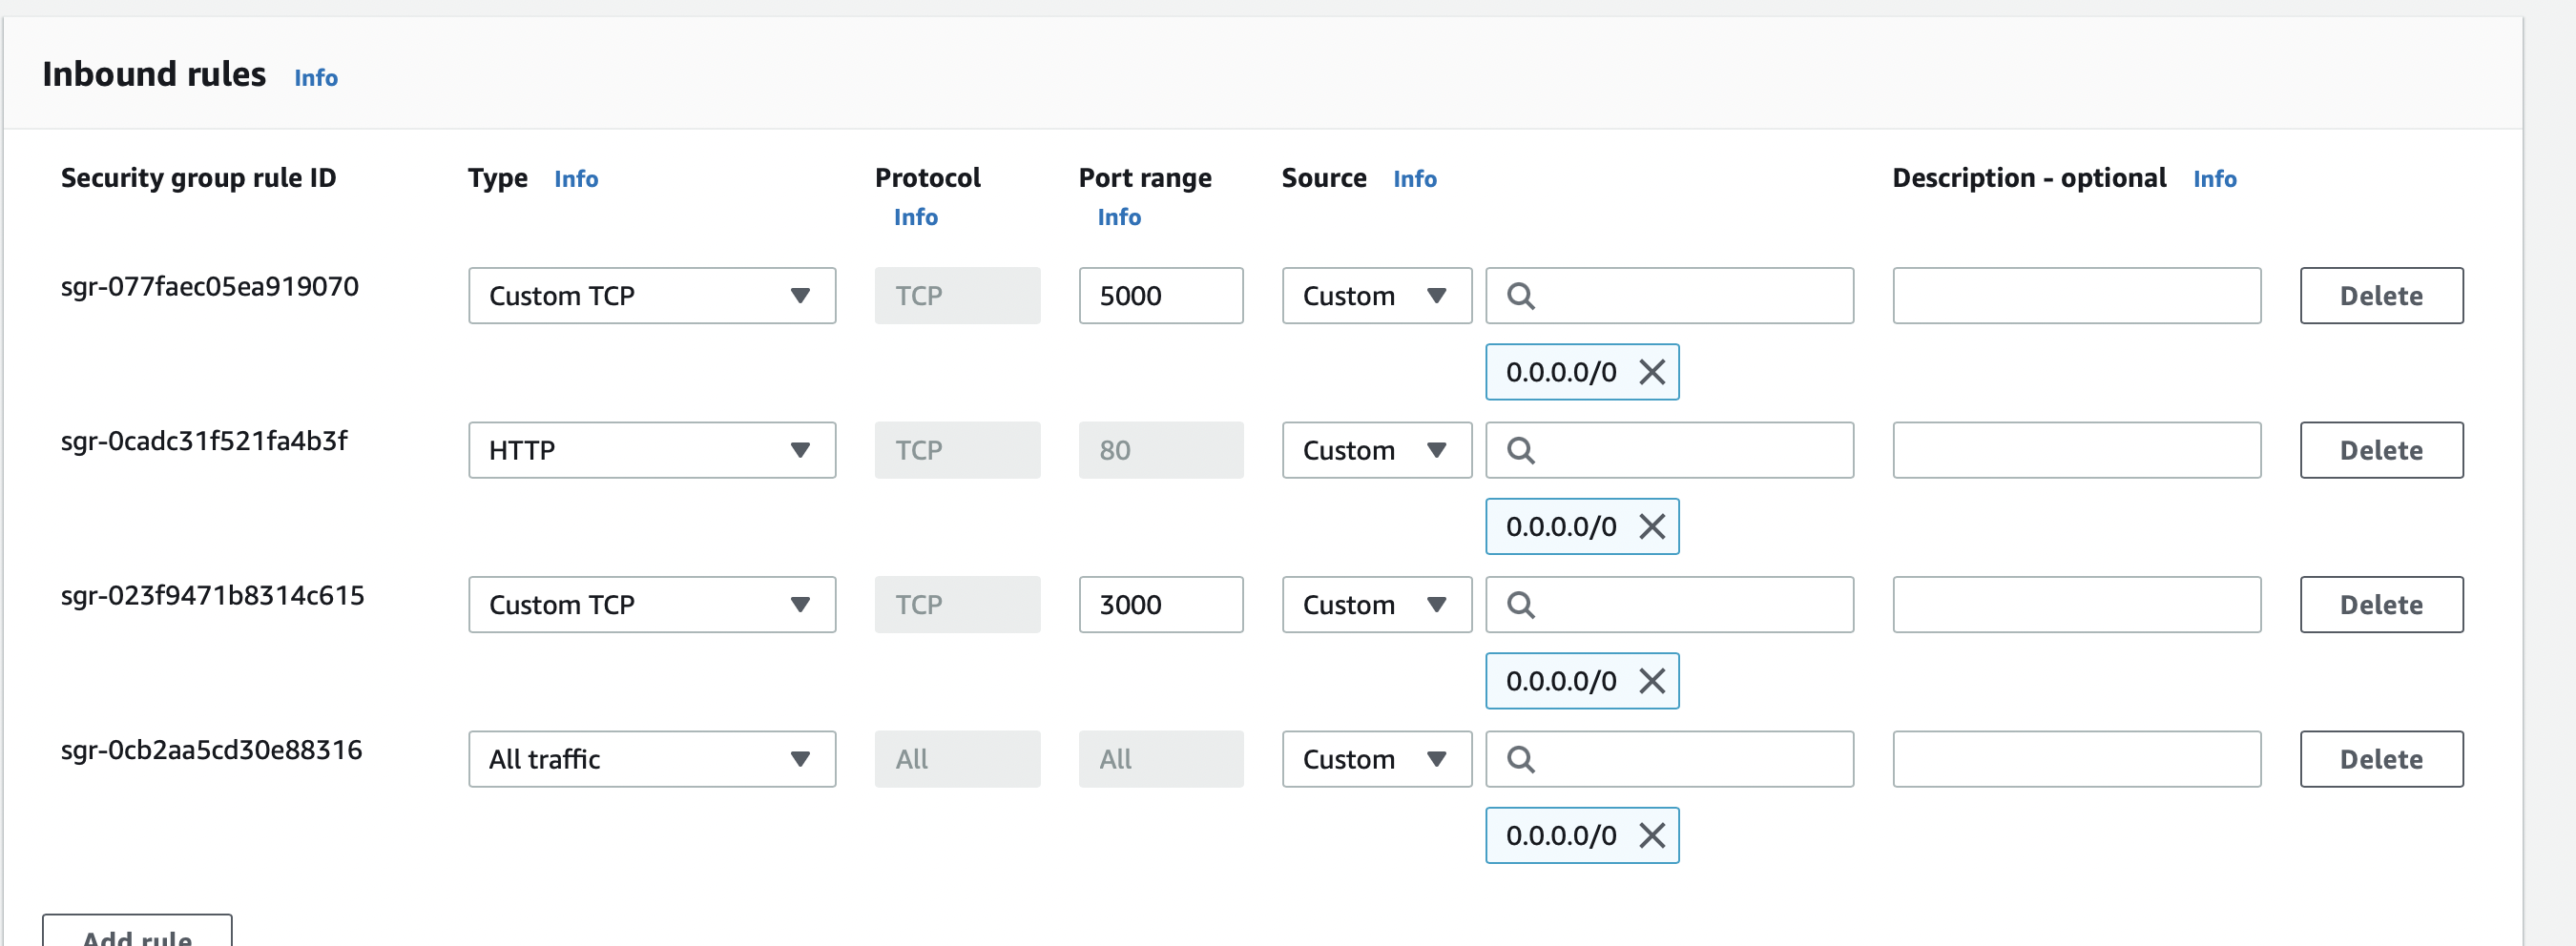 Inbound rules Info
Security group rule ID Type Info Protocol Info Port range Info Source Info Description - optional Info
sgr-077faec05ea919070 Custom TCP TCP 5000 Custom Delete
0.0.0.0/0
sgr-0cadc31f521fa4b3f HTTP TCP 80 Custom Delete
0.0.0.0/0
sgr-023f9471b8314c615 Custom TCP TCP 3000 Custom Delete
0.0.0.0/0
sgr-0cb2aa5cd30e88316 All traffic All All Custom Delete
0.0.0.0/0
Add rule